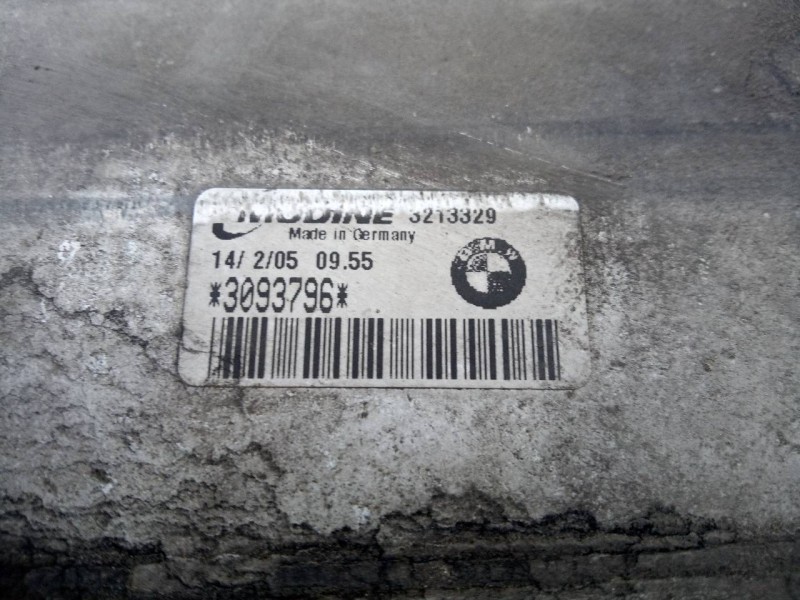 MODINE 3213329
Made in Germany
14/ 2/05 09.55
BMW
*3093796*